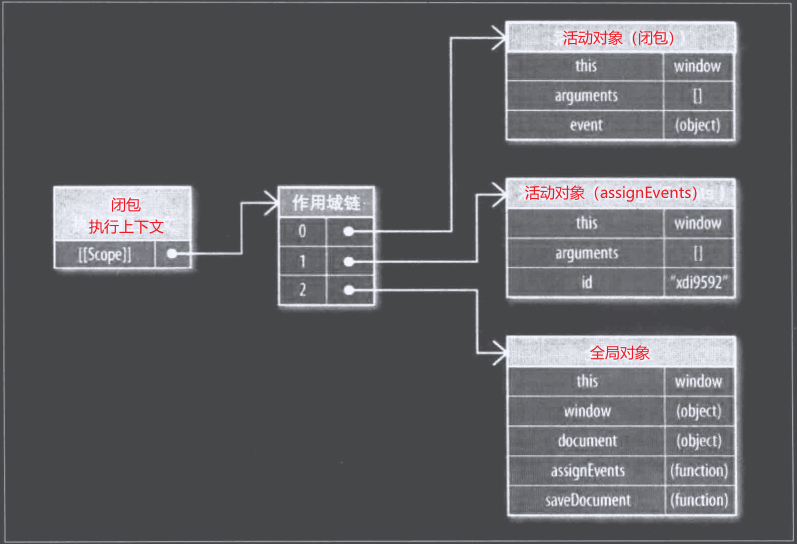 活动对象（闭包）
this window
arguments []
event (object)
闭包
执行上下文
[[Scope]]
作用域链
0
1
2
活动对象（assignEvents）
this window
arguments []
id "xdi9592"
全局对象
this window
window (object)
document (object)
assignEvents (function)
saveDocument (function)